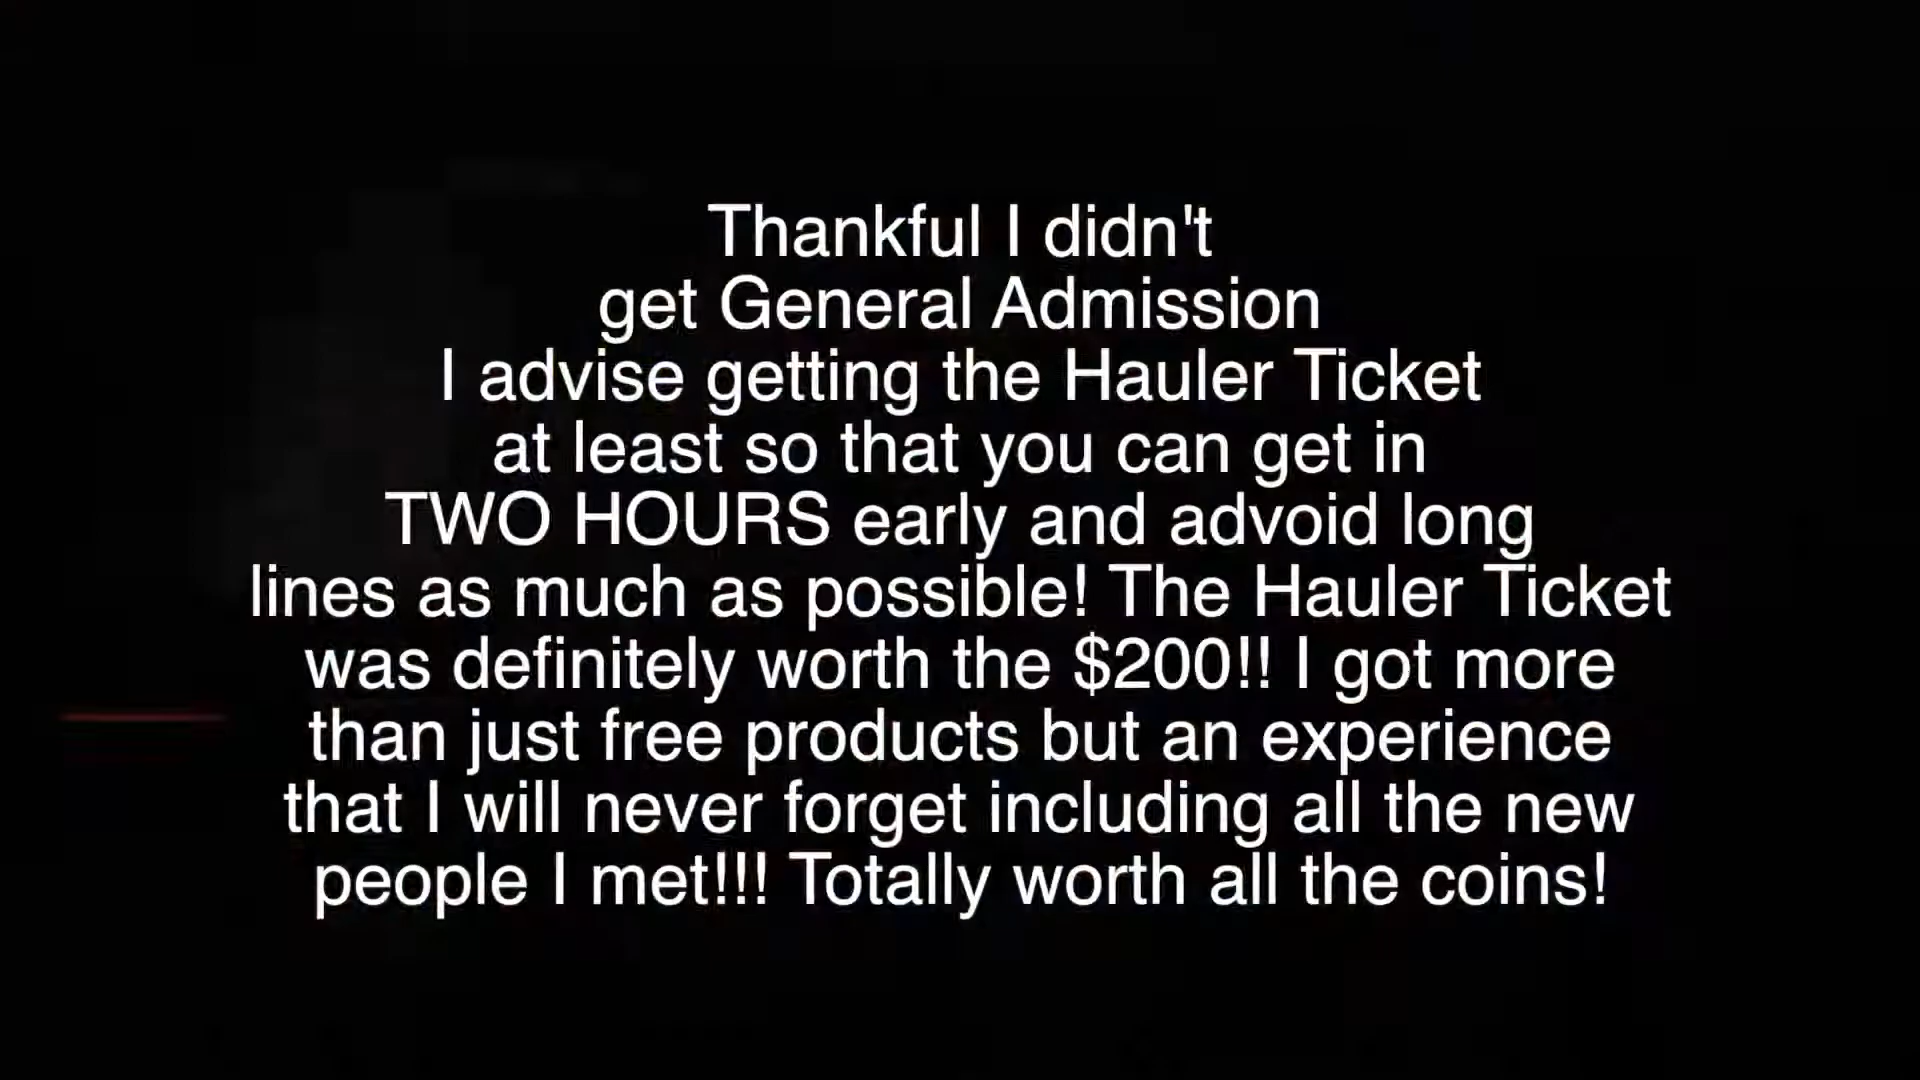 Thankful I didn't
get General Admission
I advise getting the Hauler Ticket
at least so that you can get in
TWO HOURS early and advoid long
lines as much as possible! The Hauler Ticket
was definitely worth the $200!! I got more
than just free products but an experience
that I will never forget including all the new
people I met!!! Totally worth all the coins!